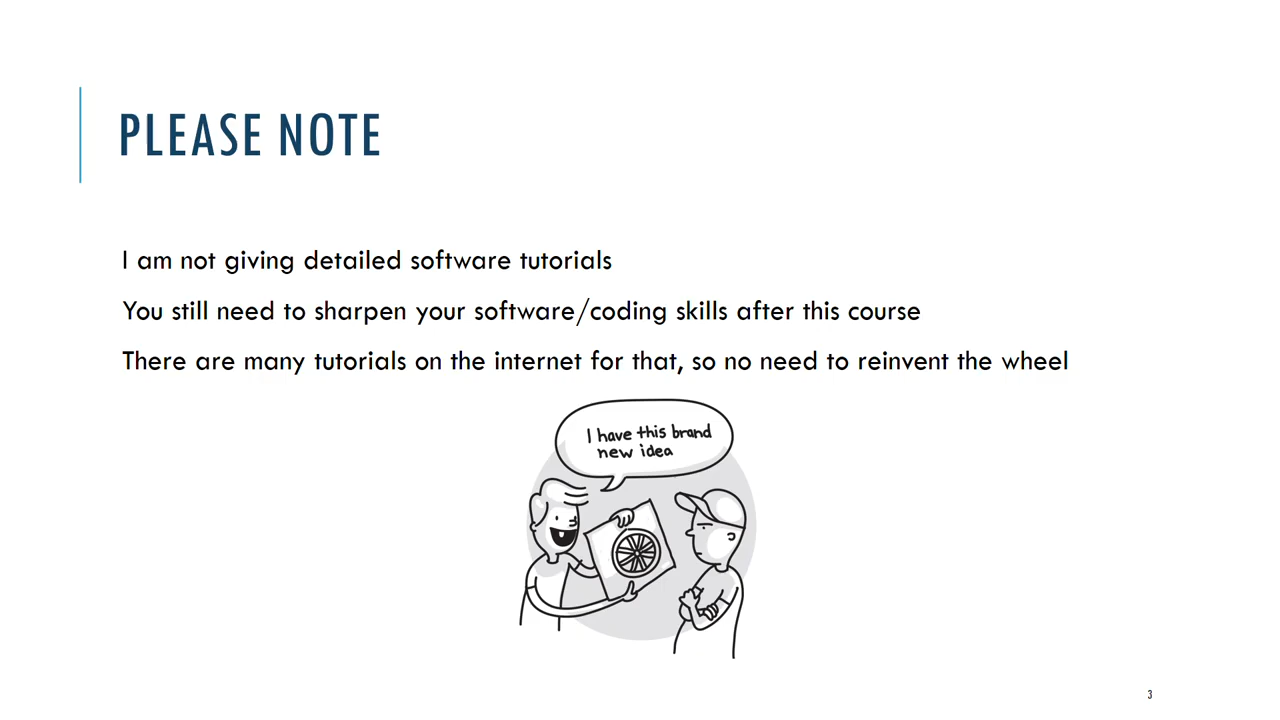 PLEASE NOTE
I am not giving detailed software tutorials
You still need to sharpen your software/coding skills after this course
There are many tutorials on the internet for that, so no need to reinvent the wheel
I have this brand
new idea
3